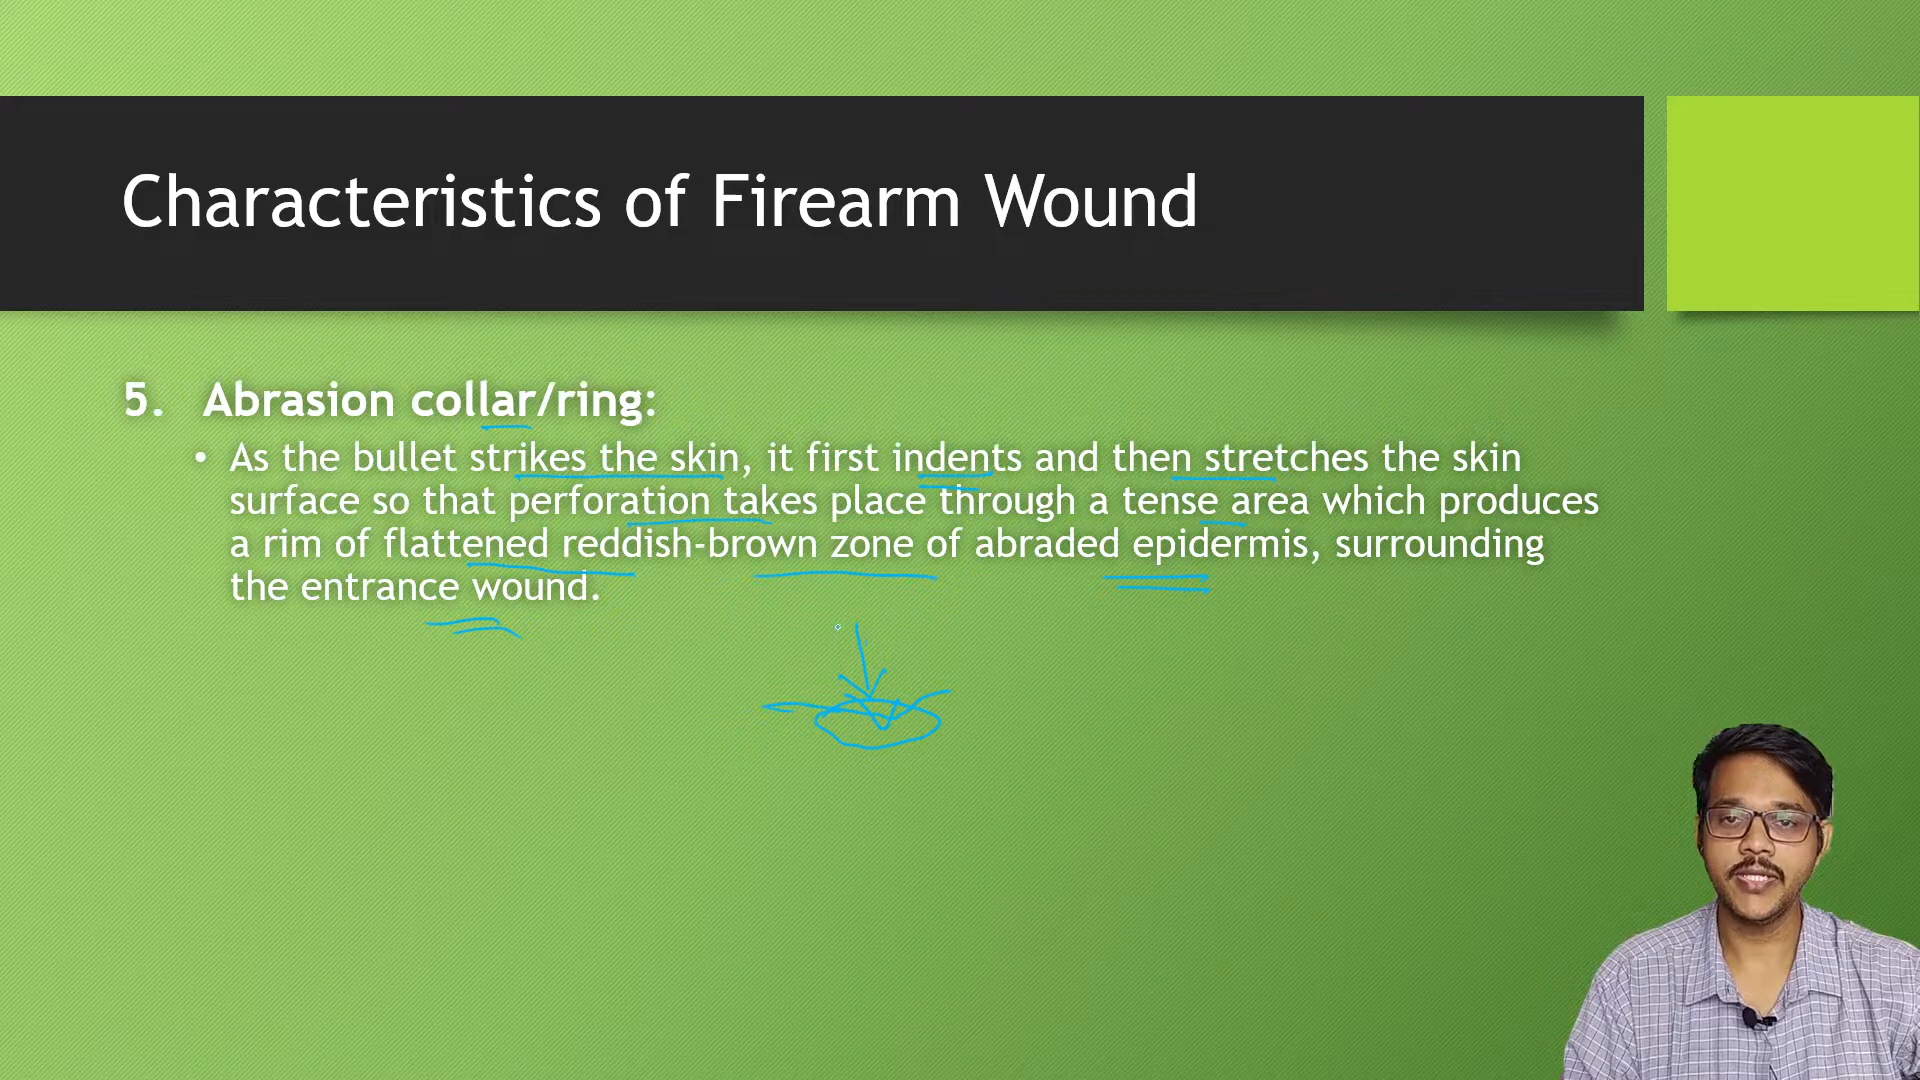 Characteristics of Firearm Wound
5. Abrasion collar/ring:
• As the bullet strikes the skin, it first indents and then stretches the skin
surface so that perforation takes place through a tense area which produces
a rim of flattened reddish-brown zone of abraded epidermis, surrounding
the entrance wound.